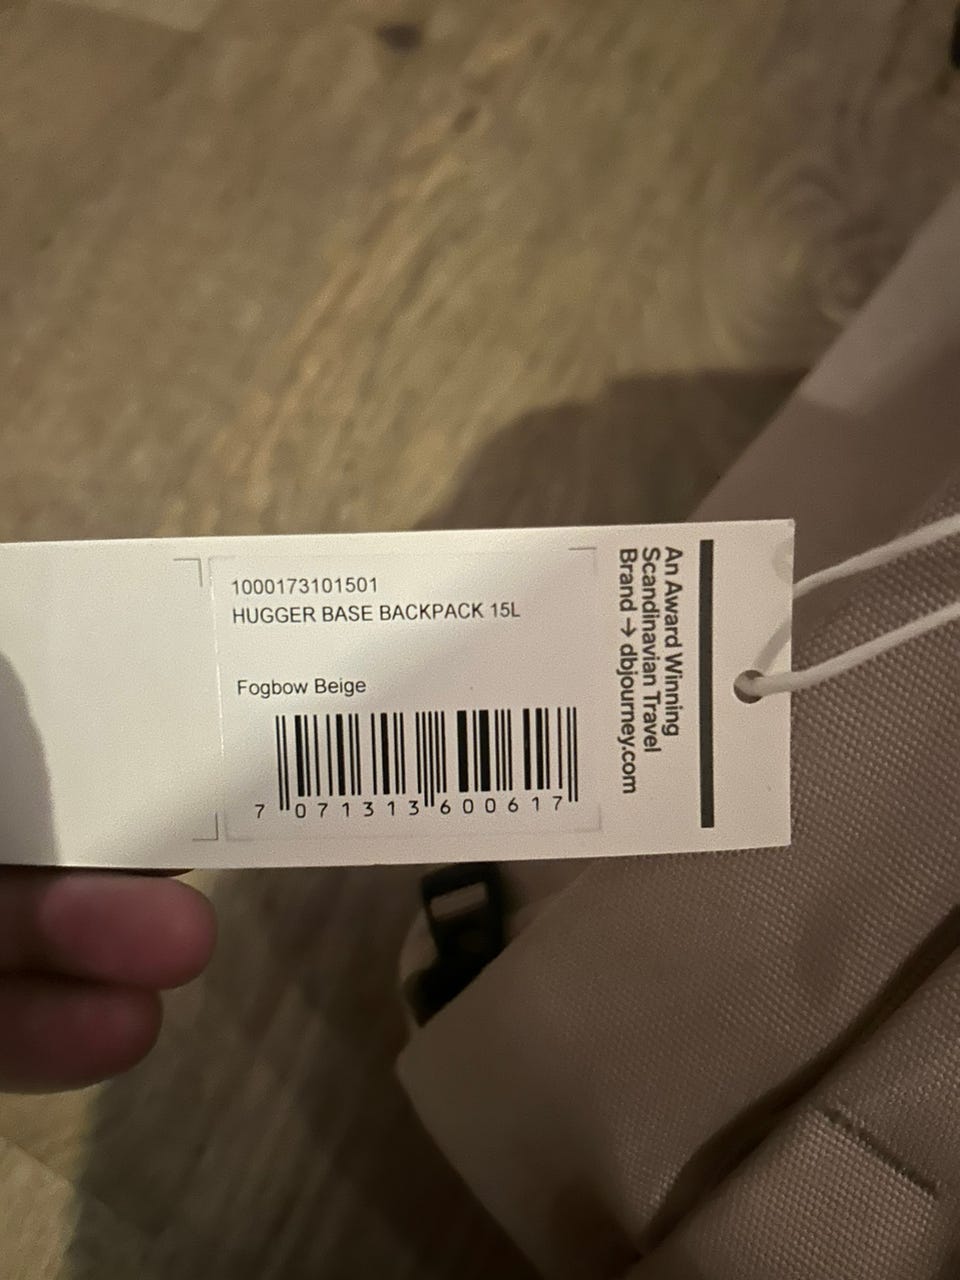 1000173101501
HUGGER BASE BACKPACK 15L
Fogbow Beige
7 071313 600617
An Award Winning
Scandinavian Travel
Brand → dbjourney.com